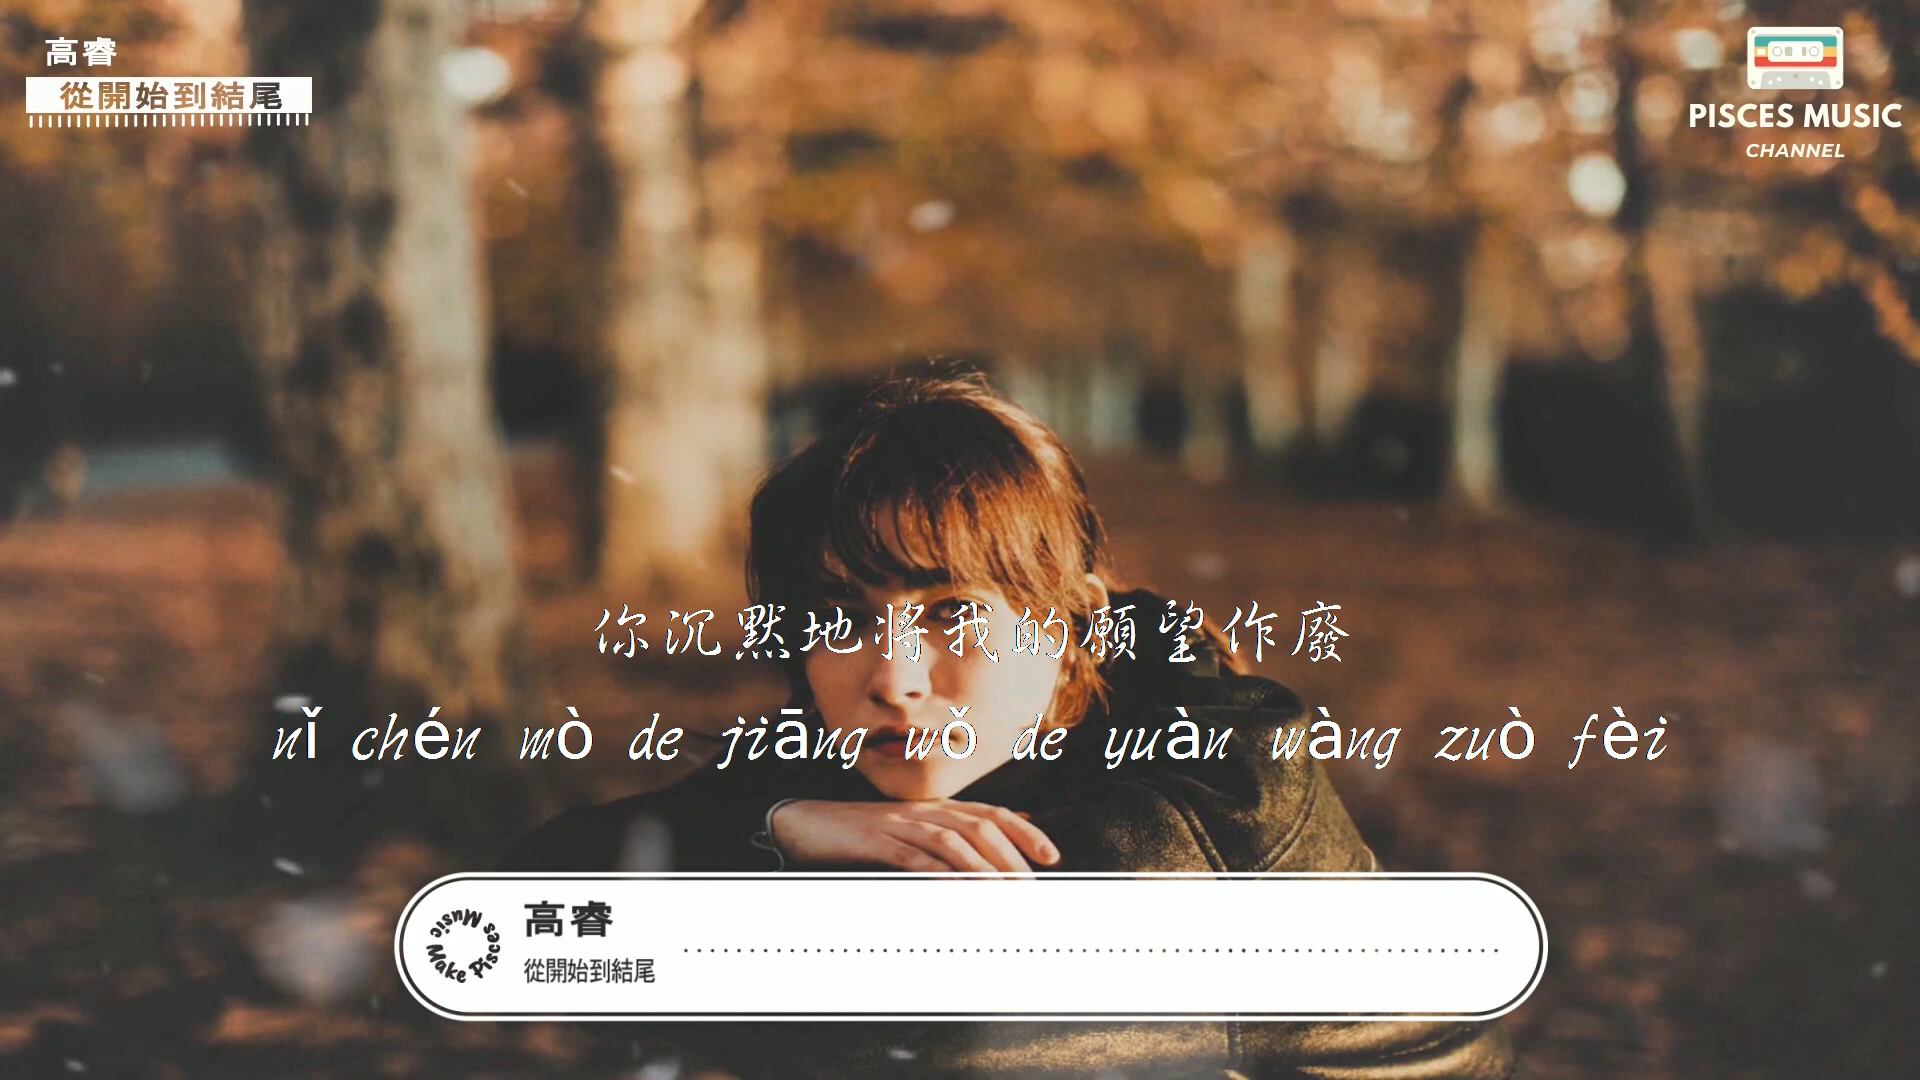 高睿
從開始到結尾
PISCES MUSIC
CHANNEL
你沉默地將我的願望作廢
nǐ chén mò de jiāng wǒ de yuàn wàng zuò fèi
Make Pisces Music
高睿
從開始到結尾